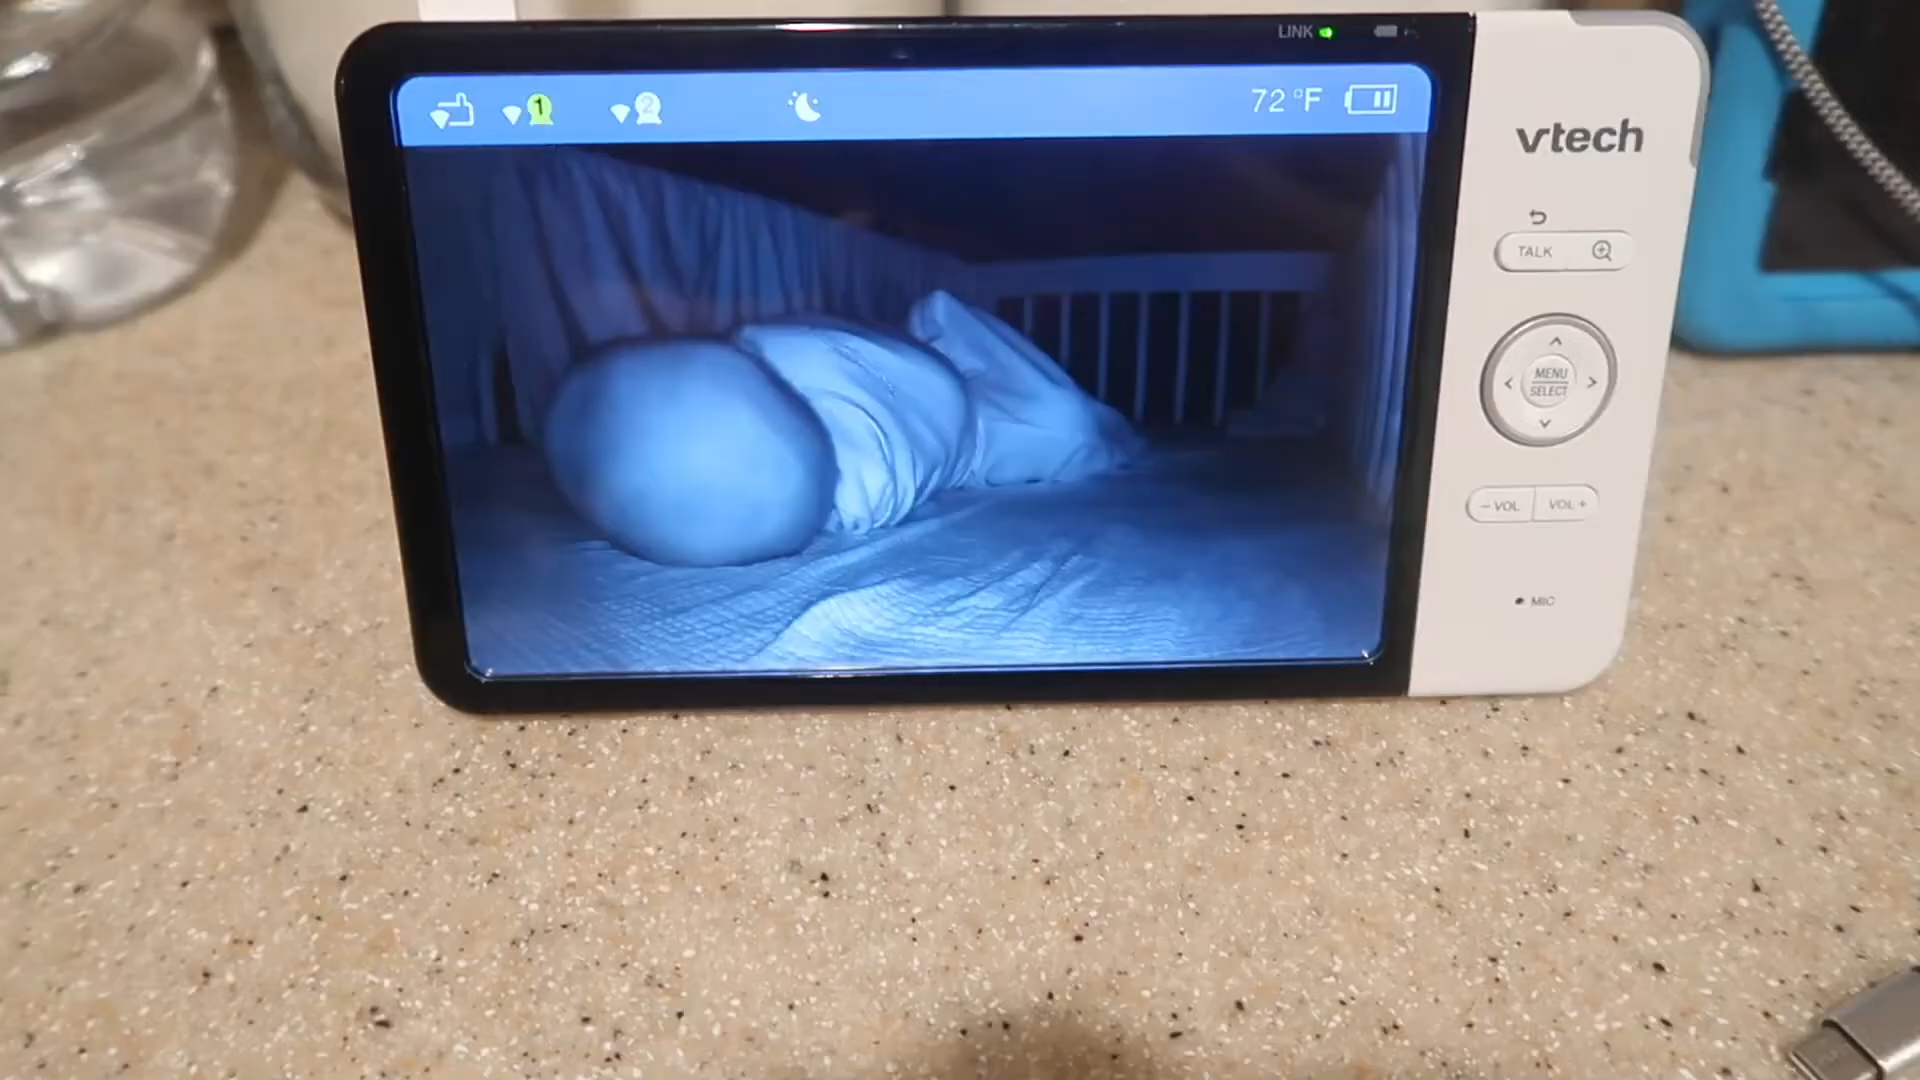 LINK
1 2 72 °F
vtech
TALK
MENU
SELECT
− VOL VOL +
MIC